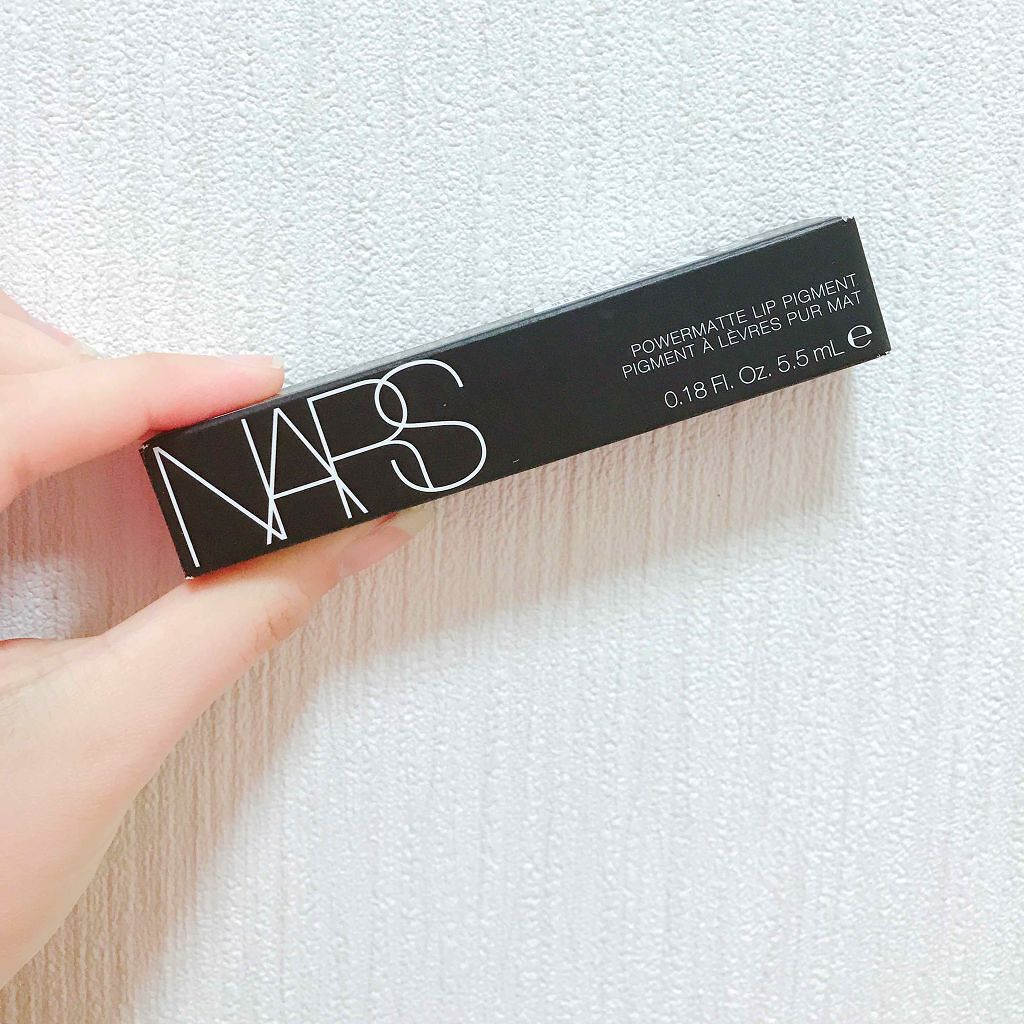 NARS
POWERMATTE LIP PIGMENT
PIGMENT À LÈVRES PUR MAT
0.18 Fl. Oz. 5.5 mL ℮